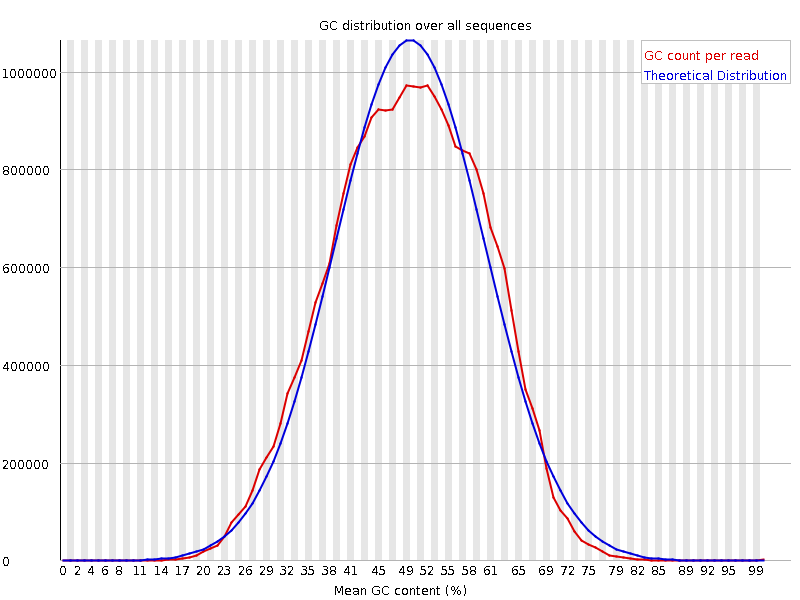 GC distribution over all sequences
GC count per read
Theoretical Distribution
1000000
800000
600000
400000
200000
0
0 2 4 6 8 11 14 17 20 23 26 29 32 35 38 41 45 49 52 55 58 61 65 69 72 75 79 82 85 89 92 95 99
Mean GC content (%)